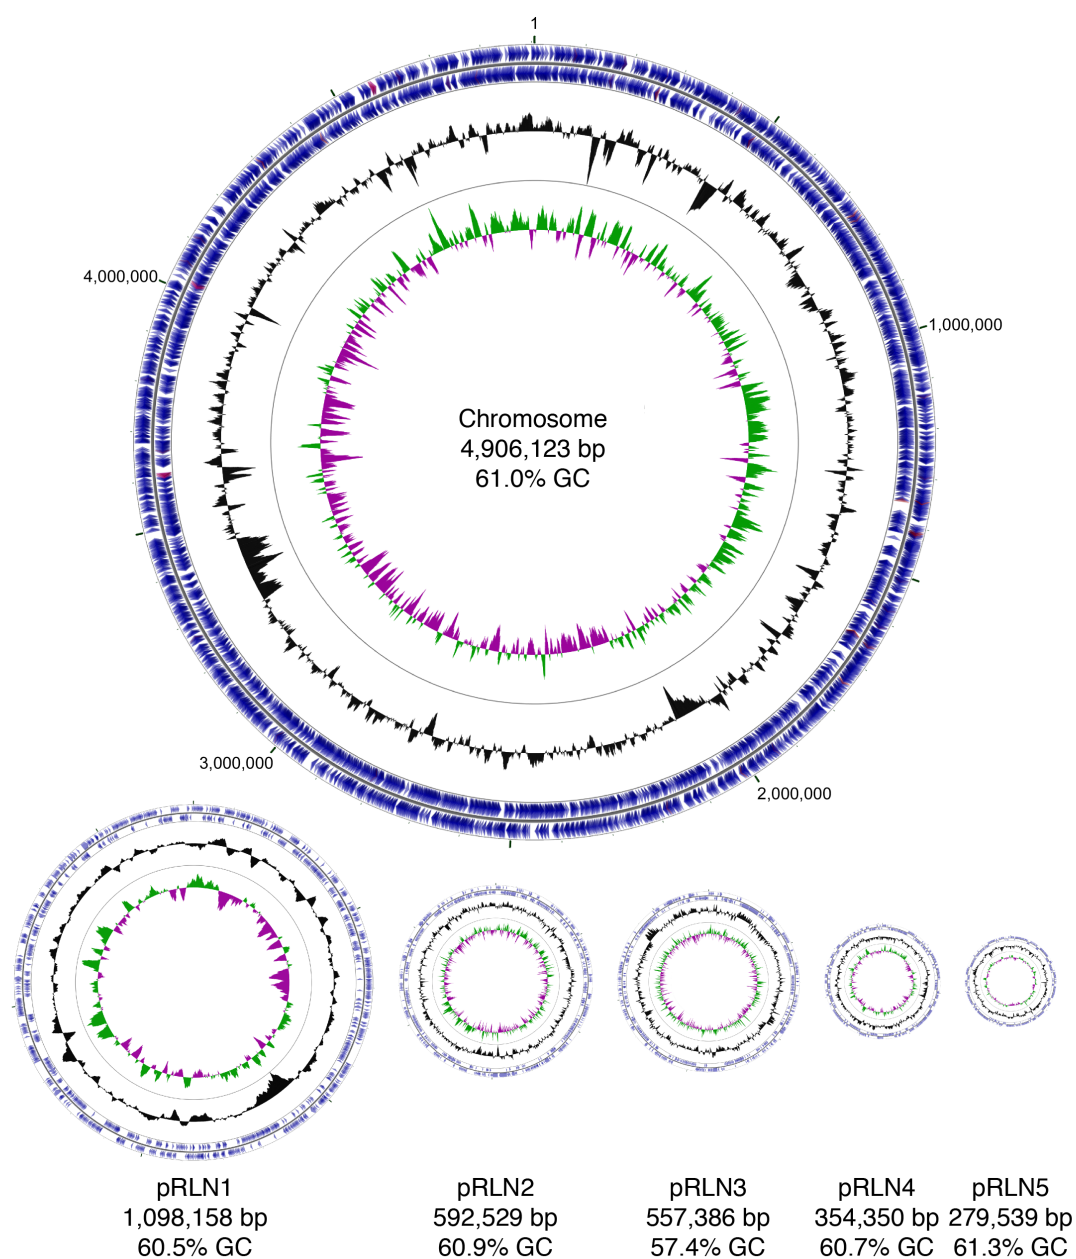 1
4,000,000
1,000,000
Chromosome
4,906,123 bp
61.0% GC
3,000,000
2,000,000
pRLN1
1,098,158 bp
60.5% GC
pRLN2
592,529 bp
60.9% GC
pRLN3
557,386 bp
57.4% GC
pRLN4
354,350 bp
60.7% GC
pRLN5
279,539 bp
61.3% GC